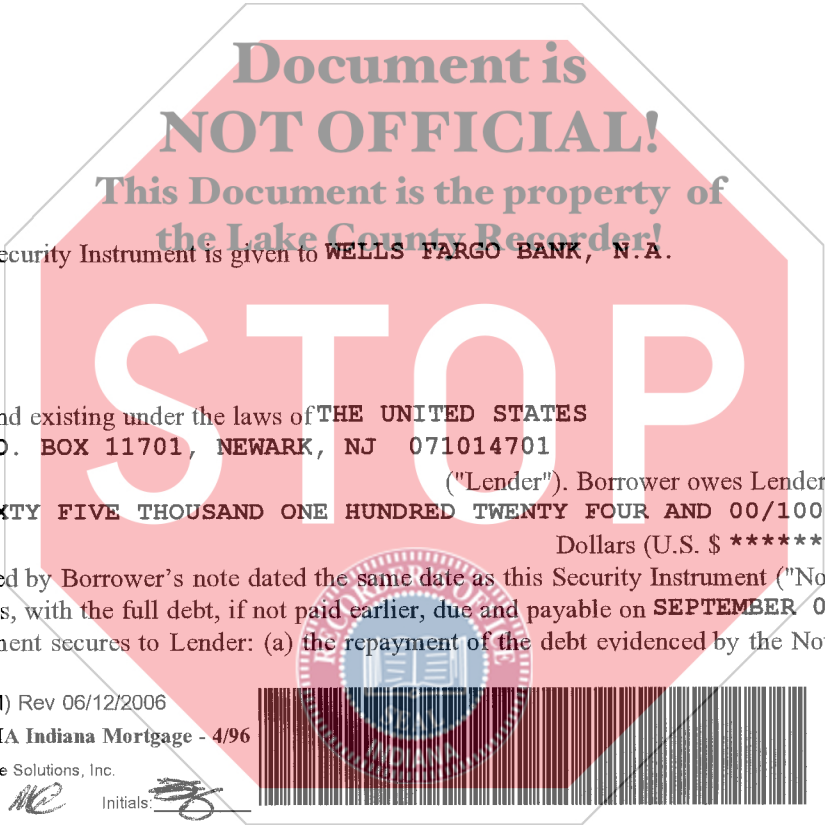 Document is
NOT OFFICIAL!
This Document is the property of
the Lake County Recorder!
ecurity Instrument is given to WELLS FARGO BANK, N.A.
STOP
nd existing under the laws of THE UNITED STATES
O. BOX 11701, NEWARK, NJ 071014701
("Lender"). Borrower owes Lender
XTY FIVE THOUSAND ONE HUNDRED TWENTY FOUR AND 00/100
Dollars (U.S. $ ******
ed by Borrower's note dated the same date as this Security Instrument ("No
s, with the full debt, if not paid earlier, due and payable on SEPTEMBER 0
ment secures to Lender: (a) the repayment of the debt evidenced by the No
RECORDER'S OFFICE
SEAL
INDIANA
) Rev 06/12/2006
A Indiana Mortgage - 4/96
e Solutions, Inc.
Initials: